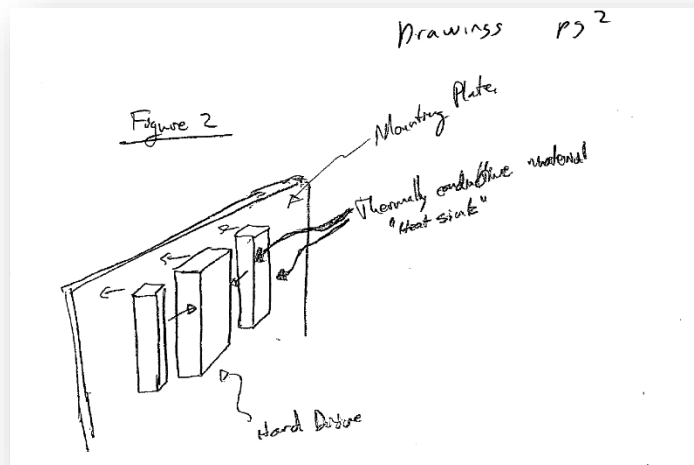 Drawings pg 2
Figure 2
Mounting Plate
Thermally conductive material
"Heat sink"
Hard Drive